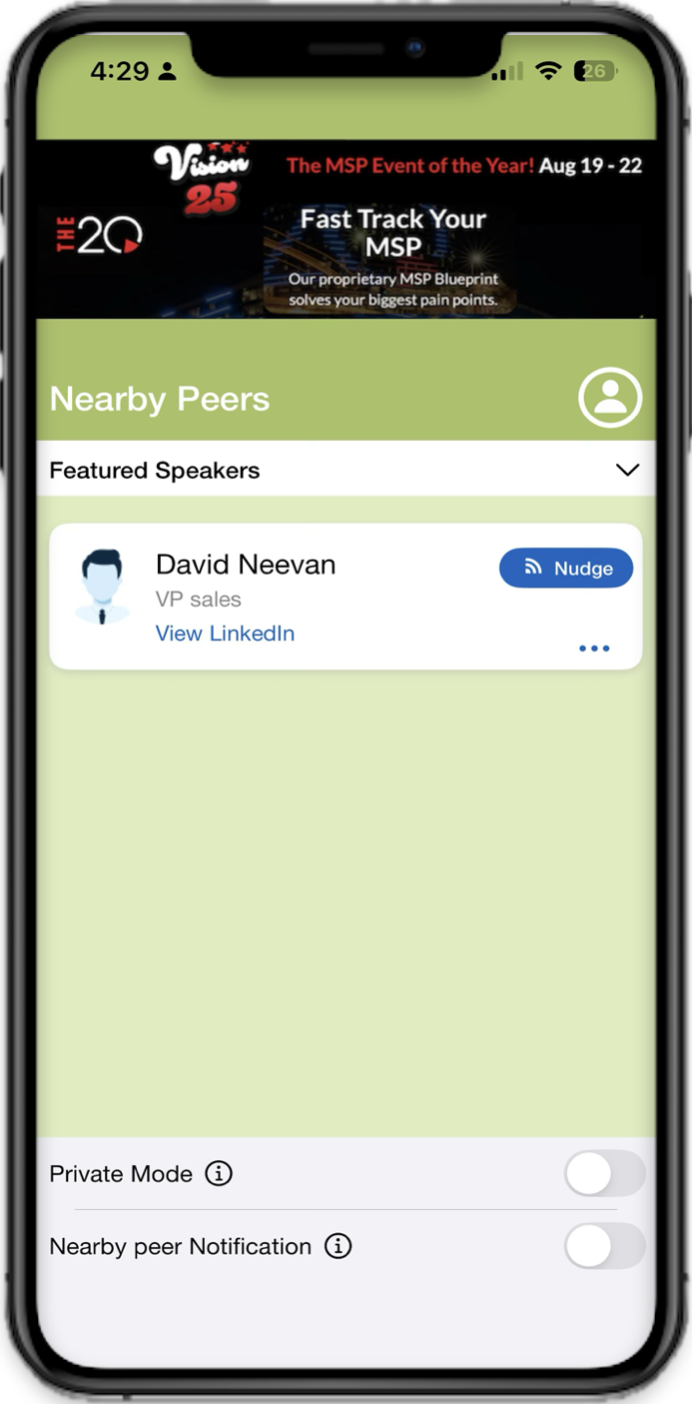 4:29
26
Vision
25
The MSP Event of the Year! Aug 19 - 22
THE 20
Fast Track Your
MSP
Our proprietary MSP Blueprint
solves your biggest pain points.
Nearby Peers
Featured Speakers
David Neevan
Nudge
VP sales
View LinkedIn
Private Mode
Nearby peer Notification